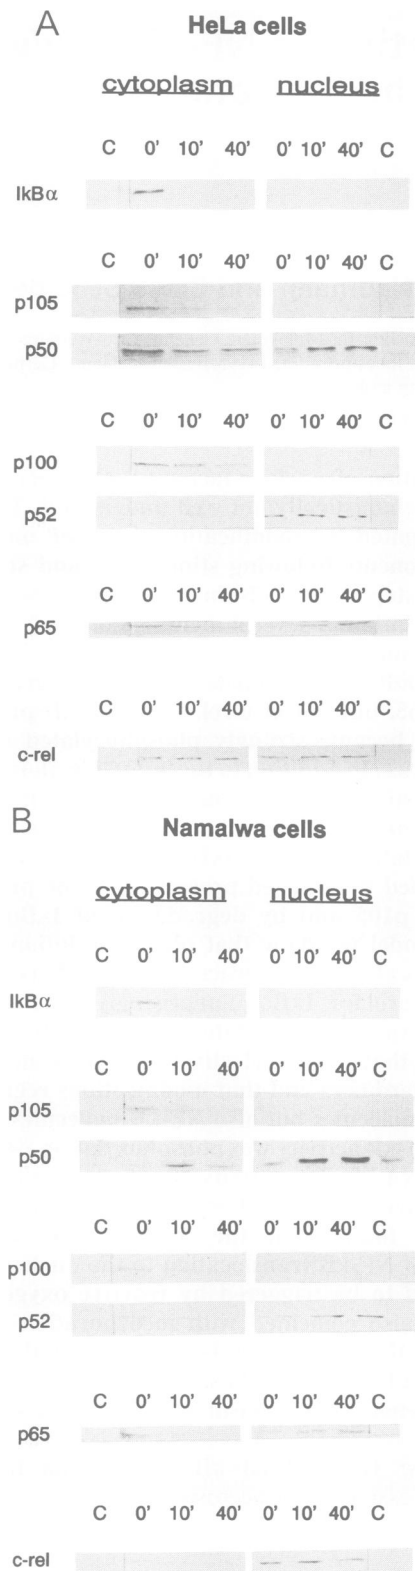 A
HeLa cells
cytoplasm nucleus
C 0' 10' 40' 0' 10' 40' C
IkBα
C 0' 10' 40' 0' 10' 40' C
p105
p50
C 0' 10' 40' 0' 10' 40' C
p100
p52
C 0' 10' 40' 0' 10' 40' C
p65
C 0' 10' 40' 0' 10' 40' C
c-rel
B
Namalwa cells
cytoplasm nucleus
C 0' 10' 40' 0' 10' 40' C
IkBα
C 0' 10' 40' 0' 10' 40' C
p105
p50
C 0' 10' 40' 0' 10' 40' C
p100
p52
C 0' 10' 40' 0' 10' 40' C
p65
C 0' 10' 40' 0' 10' 40' C
c-rel